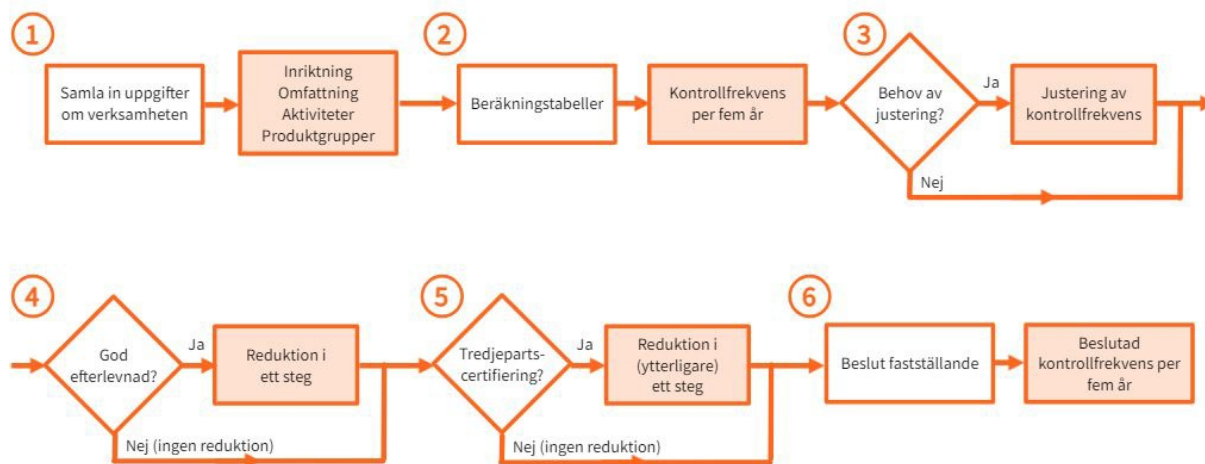 1
Samla in uppgifter
om verksamheten
Inriktning
Omfattning
Aktiviteter
Produktgrupper
2
Beräkningstabeller
Kontrollfrekvens
per fem år
3
Behov av
justering?
Ja
Justering av
kontrollfrekvens
Nej
4
God
efterlevnad?
Ja
Reduktion i
ett steg
Nej (ingen reduktion)
5
Tredjeparts-
certifiering?
Ja
Reduktion i
(ytterligare)
ett steg
Nej (ingen reduktion)
6
Beslut fastställande
Beslutad
kontrollfrekvens per
fem år